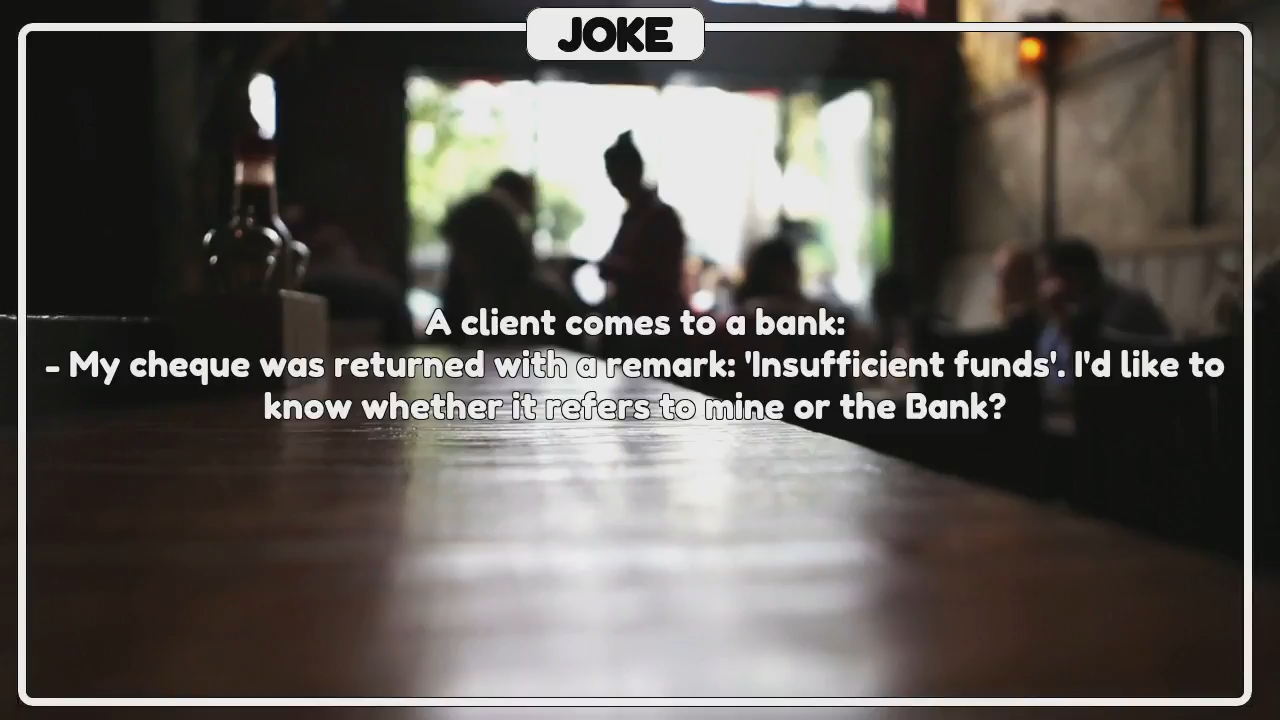 JOKE
A client comes to a bank:
- My cheque was returned with a remark: 'Insufficient funds'. I'd like to
know whether it refers to mine or the Bank?